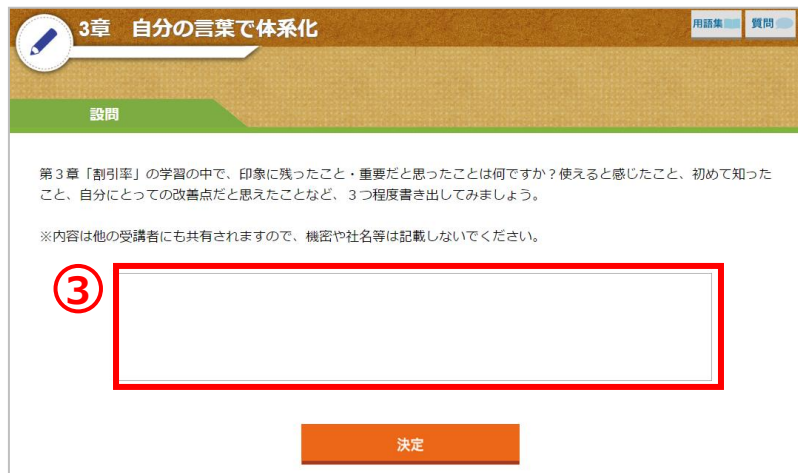 3章　自分の言葉で体系化
用語集
質問
設問
第３章「割引率」の学習の中で、印象に残ったこと・重要だと思ったことは何ですか？使えると感じたこと、初めて知った
こと、自分にとっての改善点だと思えたことなど、３つ程度書き出してみましょう。
※内容は他の受講者にも共有されますので、機密や社名等は記載しないでください。
③
決定